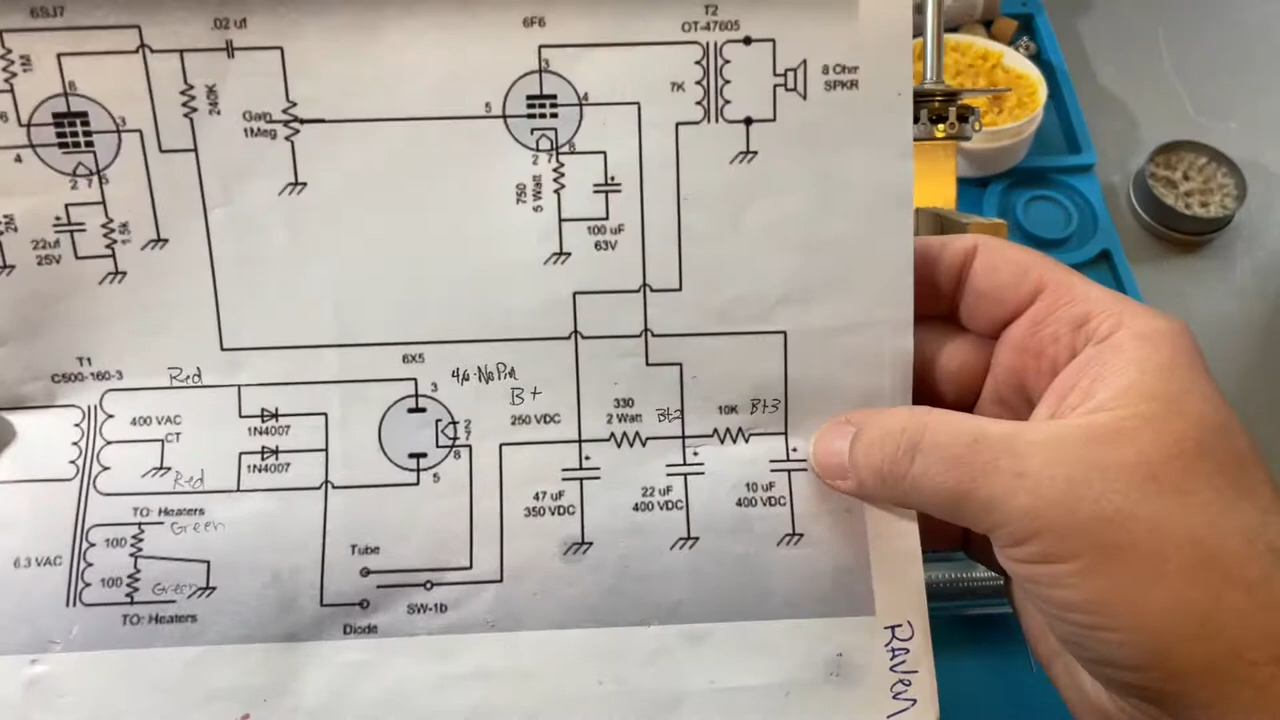 6SJ7
.02 uf
6F6
T2
OT-47605
1M
6
8
3
4
2 7 5
240K
Gain
1Meg
5
3
4
2 7 8
7K
8 Ohm
SPKR
750
5 Watt
100 uF
63V
22uf
25V
1.5k
2M
T1
C500-160-3
Red
400 VAC
CT
1N4007
1N4007
Red
6X5
3
4/6-No Pin
B+
250 VDC
2
7
8
5
330
2 Watt
B+2
10K
B+3
47 uF
350 VDC
22 uF
400 VDC
10 uF
400 VDC
TO: Heaters
Green
100
6.3 VAC
100
Green
TO: Heaters
Tube
SW-1b
Diode
RAVen